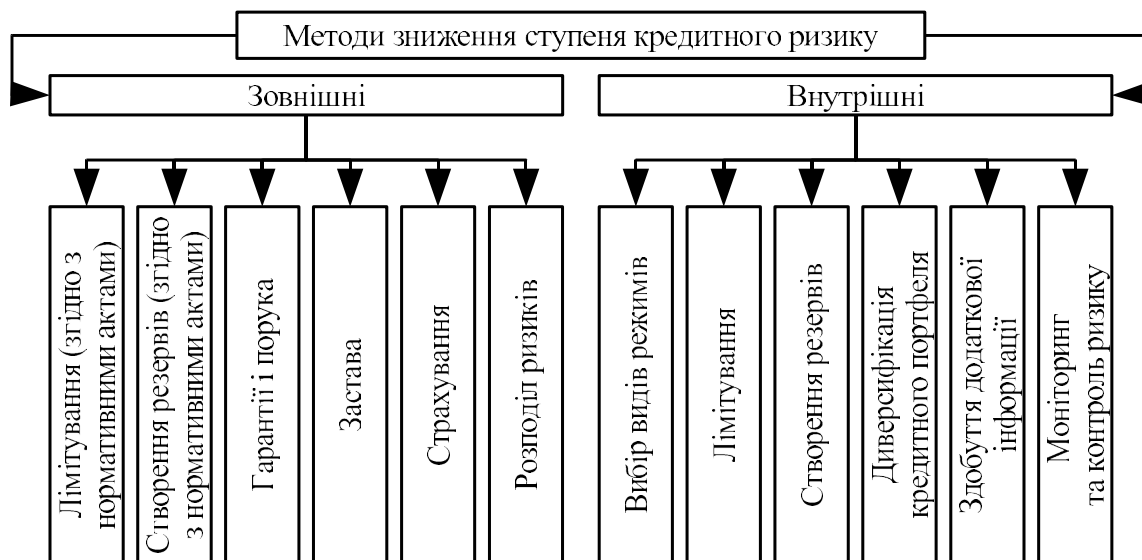 Методи зниження ступеня кредитного ризику
Зовнішні
Внутрішні
Лімітування (згідно з
нормативними актами)
Створення резервів (згідно
з нормативними актами)
Гарантії і порука
Застава
Страхування
Розподіл ризиків
Вибір видів режимів
Лімітування
Створення резервів
Диверсифікація
кредитного портфеля
Здобуття додаткової
інформації
Моніторинг
та контроль ризику